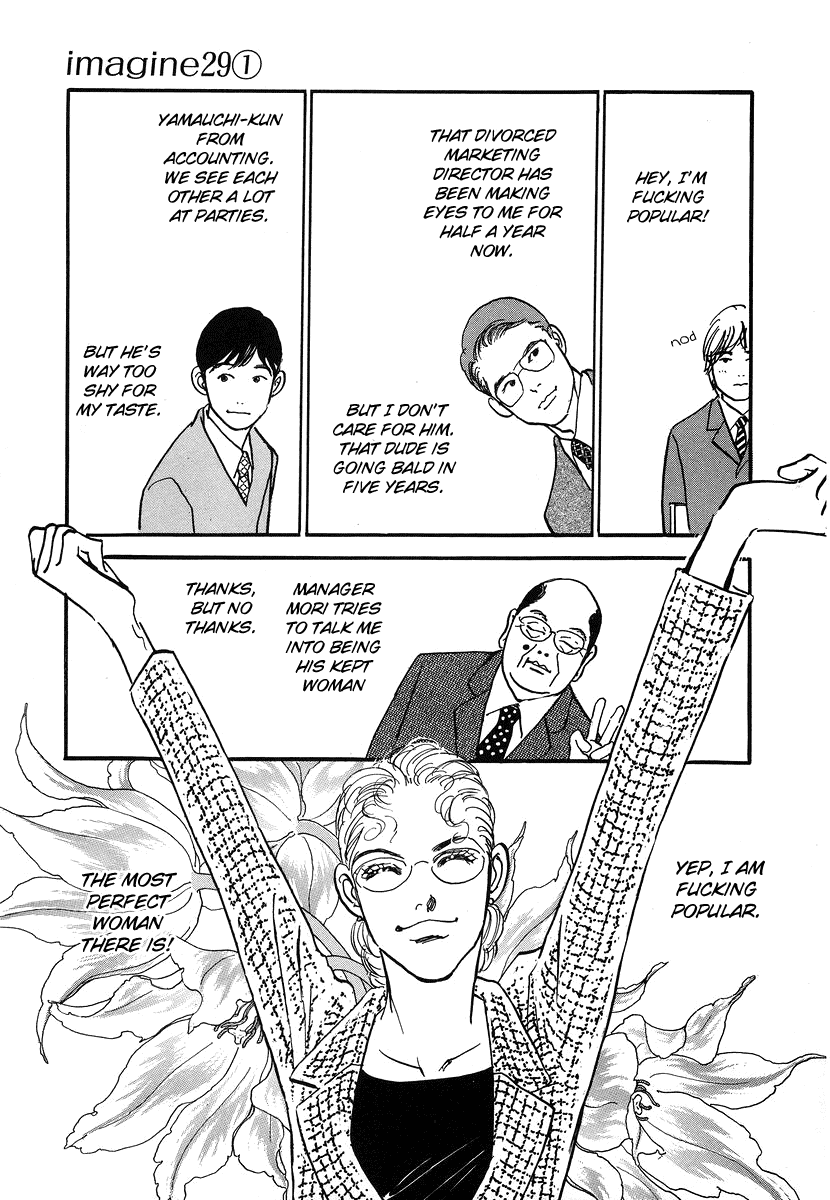 imagine29①
HEY, I'M
FUCKING
POPULAR!
nod
THAT DIVORCED
MARKETING
DIRECTOR HAS
BEEN MAKING
EYES TO ME FOR
HALF A YEAR
NOW.
BUT I DON'T
CARE FOR HIM.
THAT DUDE IS
GOING BALD IN
FIVE YEARS.
YAMAUCHI-KUN
FROM
ACCOUNTING.
WE SEE EACH
OTHER A LOT
AT PARTIES.
BUT HE'S
WAY TOO
SHY FOR
MY TASTE.
MANAGER
MORI TRIES
TO TALK ME
INTO BEING
HIS KEPT
WOMAN
THANKS,
BUT NO
THANKS.
YEP, I AM
FUCKING
POPULAR.
THE MOST
PERFECT
WOMAN
THERE IS!